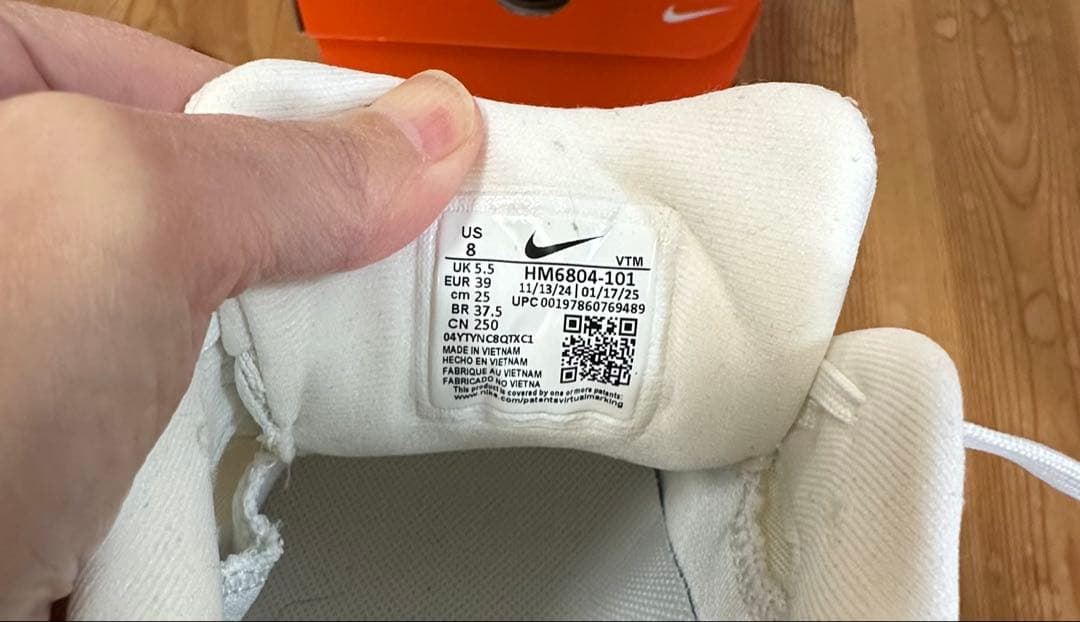 US
8
VTM
UK 5.5
EUR 39
cm 25
BR 37.5
CN 250
HM6804-101
11/13/24 | 01/17/25
UPC 00197860769489
04YTYNC8QTXC1
MADE IN VIETNAM
HECHO EN VIETNAM
FABRIQUE AU VIETNAM
FABRICADO NO VIETNA
This product is covered by one or more patents:
www.nike.com/patentsvirtualmarking